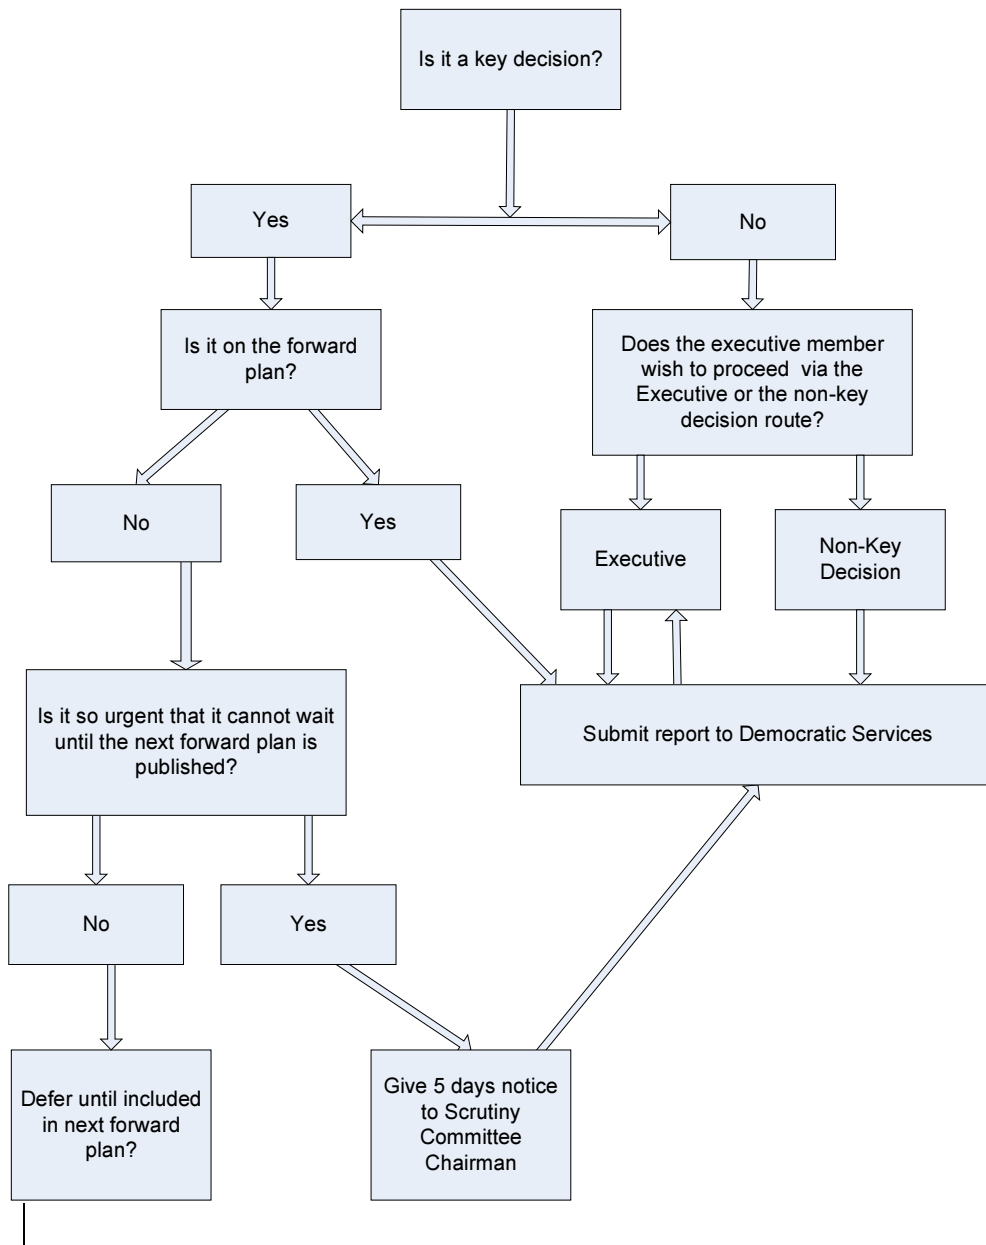 Is it a key decision?
Yes
No
Is it on the forward
plan?
Does the executive member
wish to proceed via the
Executive or the non-key
decision route?
No
Yes
Executive
Non-Key
Decision
Is it so urgent that it cannot wait
until the next forward plan is
published?
Submit report to Democratic Services
No
Yes
Defer until included
in next forward
plan?
Give 5 days notice
to Scrutiny
Committee
Chairman